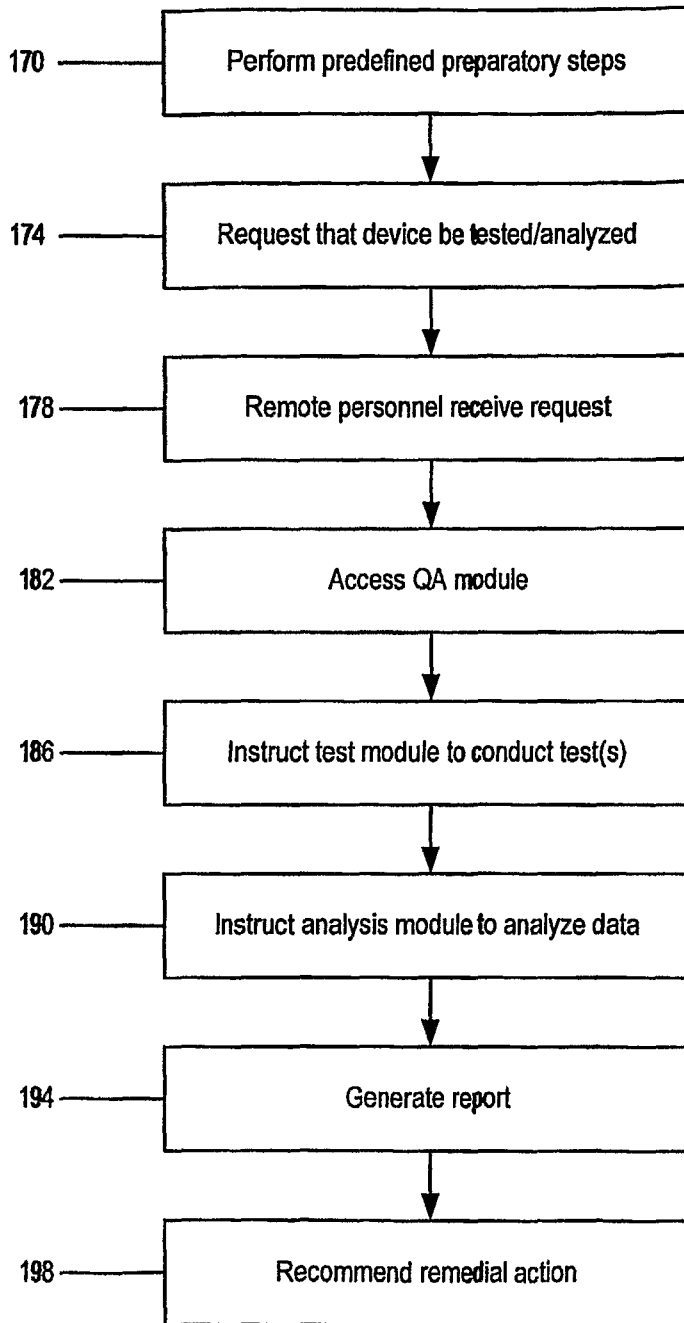 170 Perform predefined preparatory steps
174 Request that device be tested/analyzed
178 Remote personnel receive request
182 Access QA module
186 Instruct test module to conduct test(s)
190 Instruct analysis module to analyze data
194 Generate report
198 Recommend remedial action